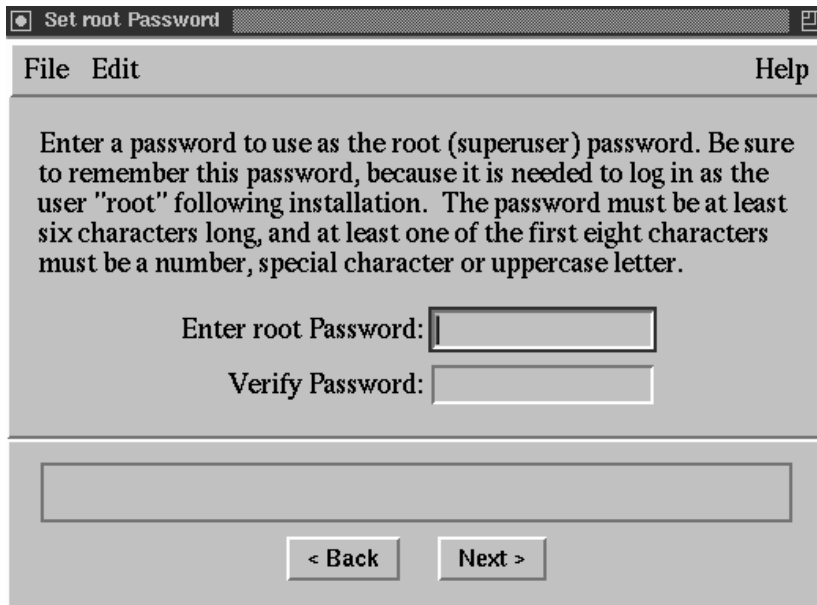 Set root Password
File Edit Help
Enter a password to use as the root (superuser) password. Be sure
to remember this password, because it is needed to log in as the
user "root" following installation. The password must be at least
six characters long, and at least one of the first eight characters
must be a number, special character or uppercase letter.
Enter root Password:
Verify Password:
< Back Next >